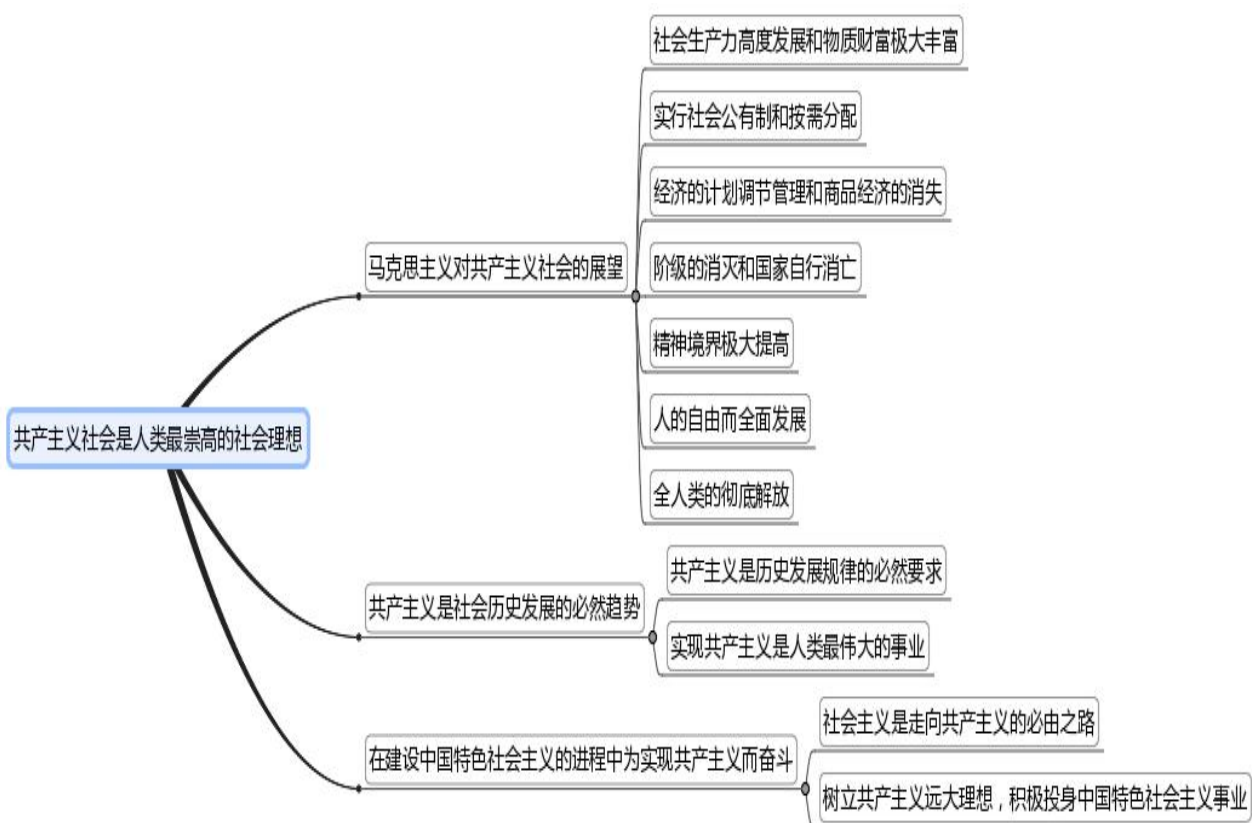 共产主义社会是人类最崇高的社会理想
马克思主义对共产主义社会的展望
社会生产力高度发展和物质财富极大丰富
实行社会公有制和按需分配
经济的计划调节管理和商品经济的消失
阶级的消灭和国家自行消亡
精神境界极大提高
人的自由而全面发展
全人类的彻底解放
共产主义是社会历史发展的必然趋势
共产主义是历史发展规律的必然要求
实现共产主义是人类最伟大的事业
在建设中国特色社会主义的进程中为实现共产主义而奋斗
社会主义是走向共产主义的必由之路
树立共产主义远大理想，积极投身中国特色社会主义事业